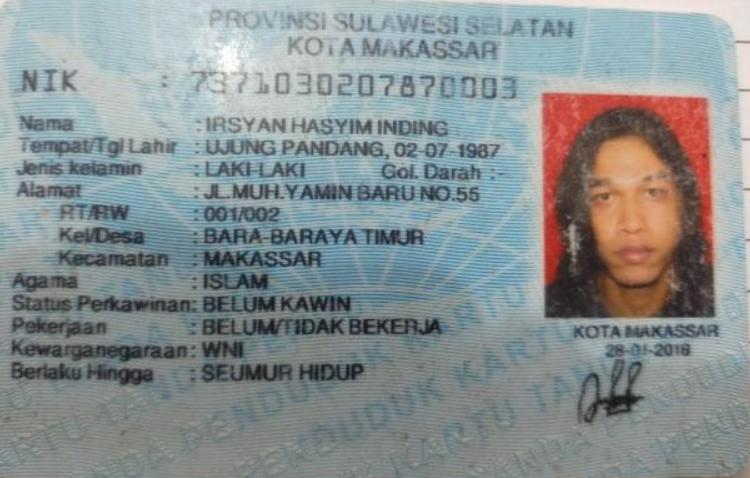 PROVINSI SULAWESI SELATAN
KOTA MAKASSAR
NIK : 7371030207870003
Nama : IRSYAN HASYIM INDING
Tempat/Tgl Lahir : UJUNG PANDANG, 02-07-1987
Jenis kelamin : LAKI-LAKI Gol. Darah :-
Alamat : JL.MUH.YAMIN BARU NO.55
RT/RW : 001/002
Kel/Desa : BARA-BARAYA TIMUR
Kecamatan : MAKASSAR
Agama : ISLAM
Status Perkawinan: BELUM KAWIN
Pekerjaan : BELUM/TIDAK BEKERJA
Kewarganegaraan: WNI
Berlaku Hingga : SEUMUR HIDUP
KOTA MAKASSAR
28-01-2016